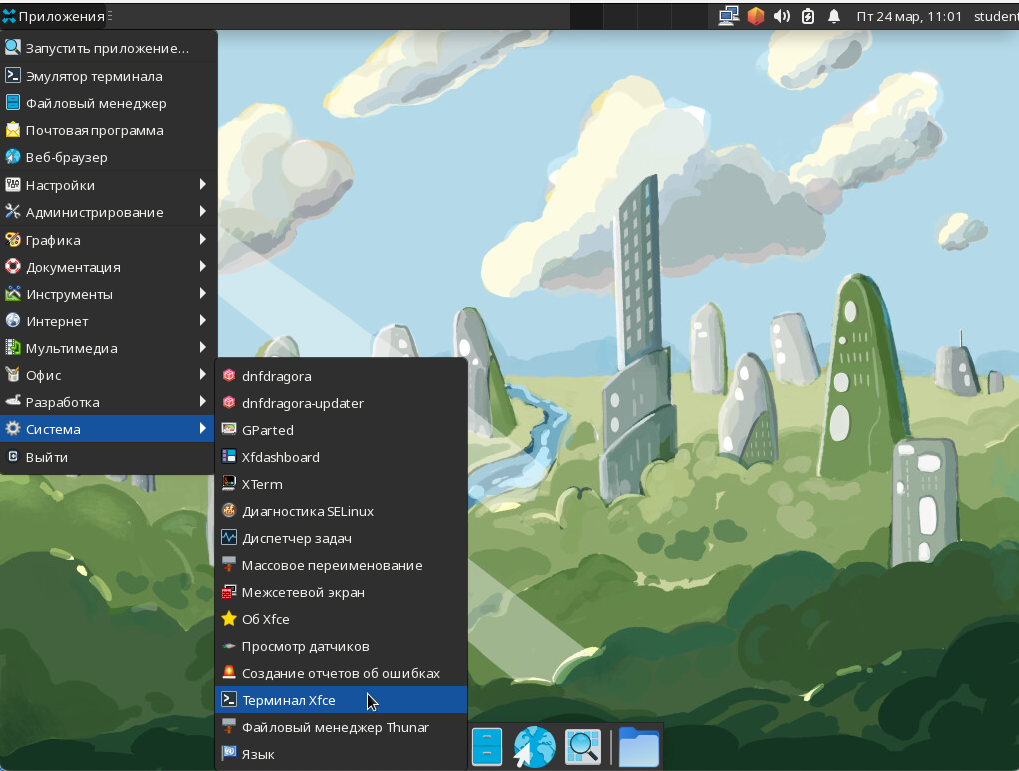 Приложения
Пт 24 мар, 11:01 student
Запустить приложение...
Эмулятор терминала
Файловый менеджер
Почтовая программа
Веб-браузер
Настройки
Администрирование
Графика
Документация
Инструменты
Интернет
Мультимедиа
Офис
Разработка
Система
Выйти
dnfdragora
dnfdragora-updater
GParted
Xfdashboard
XTerm
Диагностика SELinux
Диспетчер задач
Массовое переименование
Межсетевой экран
Об Xfce
Просмотр датчиков
Создание отчетов об ошибках
Терминал Xfce
Файловый менеджер Thunar
Язык